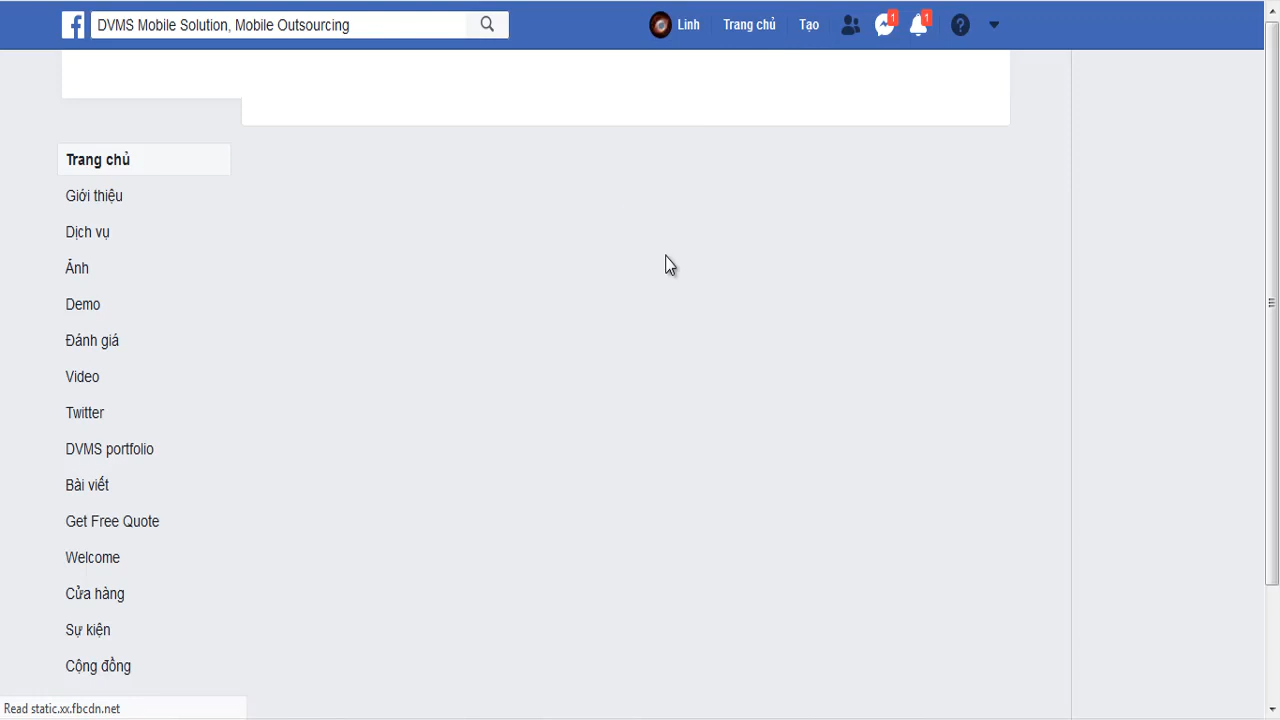 DVMS Mobile Solution, Mobile Outsourcing
Linh Trang chủ Tạo 1 1
Trang chủ
Giới thiệu
Dịch vụ
Ảnh
Demo
Đánh giá
Video
Twitter
DVMS portfolio
Bài viết
Get Free Quote
Welcome
Cửa hàng
Sự kiện
Cộng đồng
Read static.xx.fbcdn.net